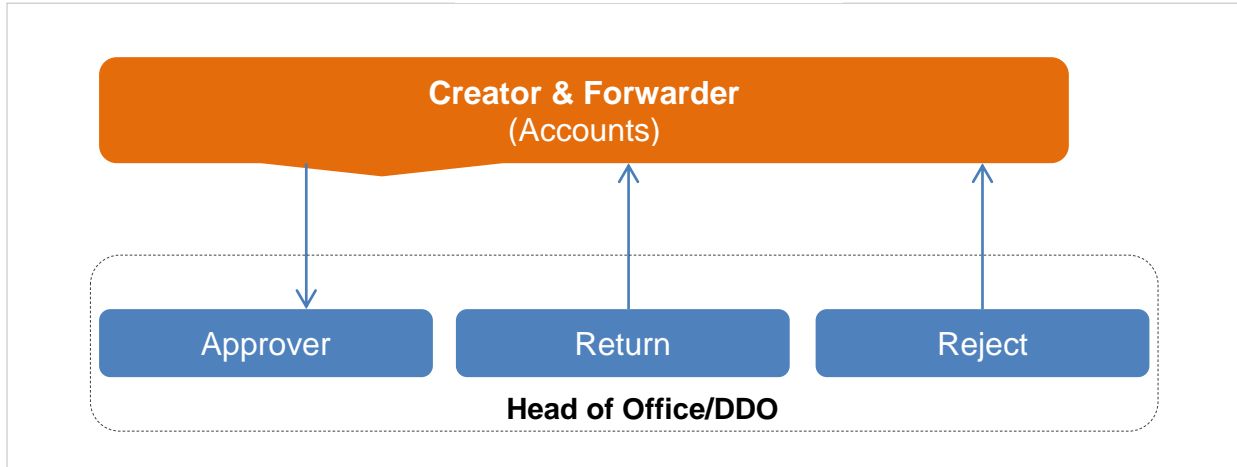 Creator & Forwarder
(Accounts)
Approver
Return
Reject
Head of Office/DDO